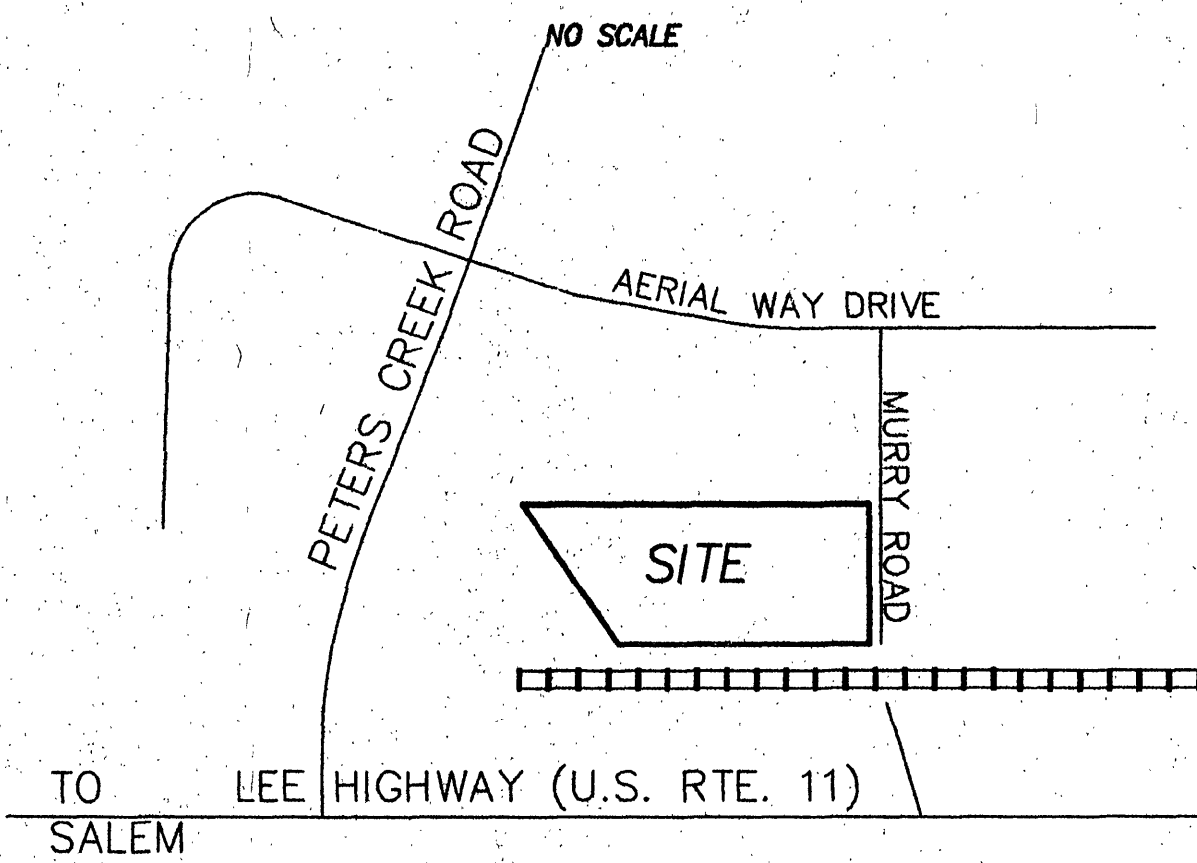 NO SCALE
PETERS CREEK ROAD
AERIAL WAY DRIVE
MURRY ROAD
SITE
TO LEE HIGHWAY (U.S. RTE. 11)
SALEM